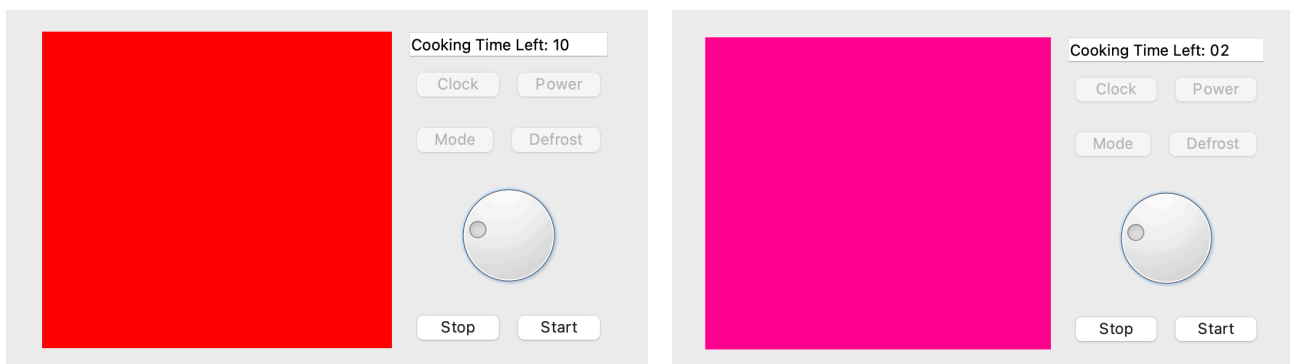 Cooking Time Left: 10
Clock Power
Mode Defrost
Stop Start
Cooking Time Left: 02
Clock Power
Mode Defrost
Stop Start